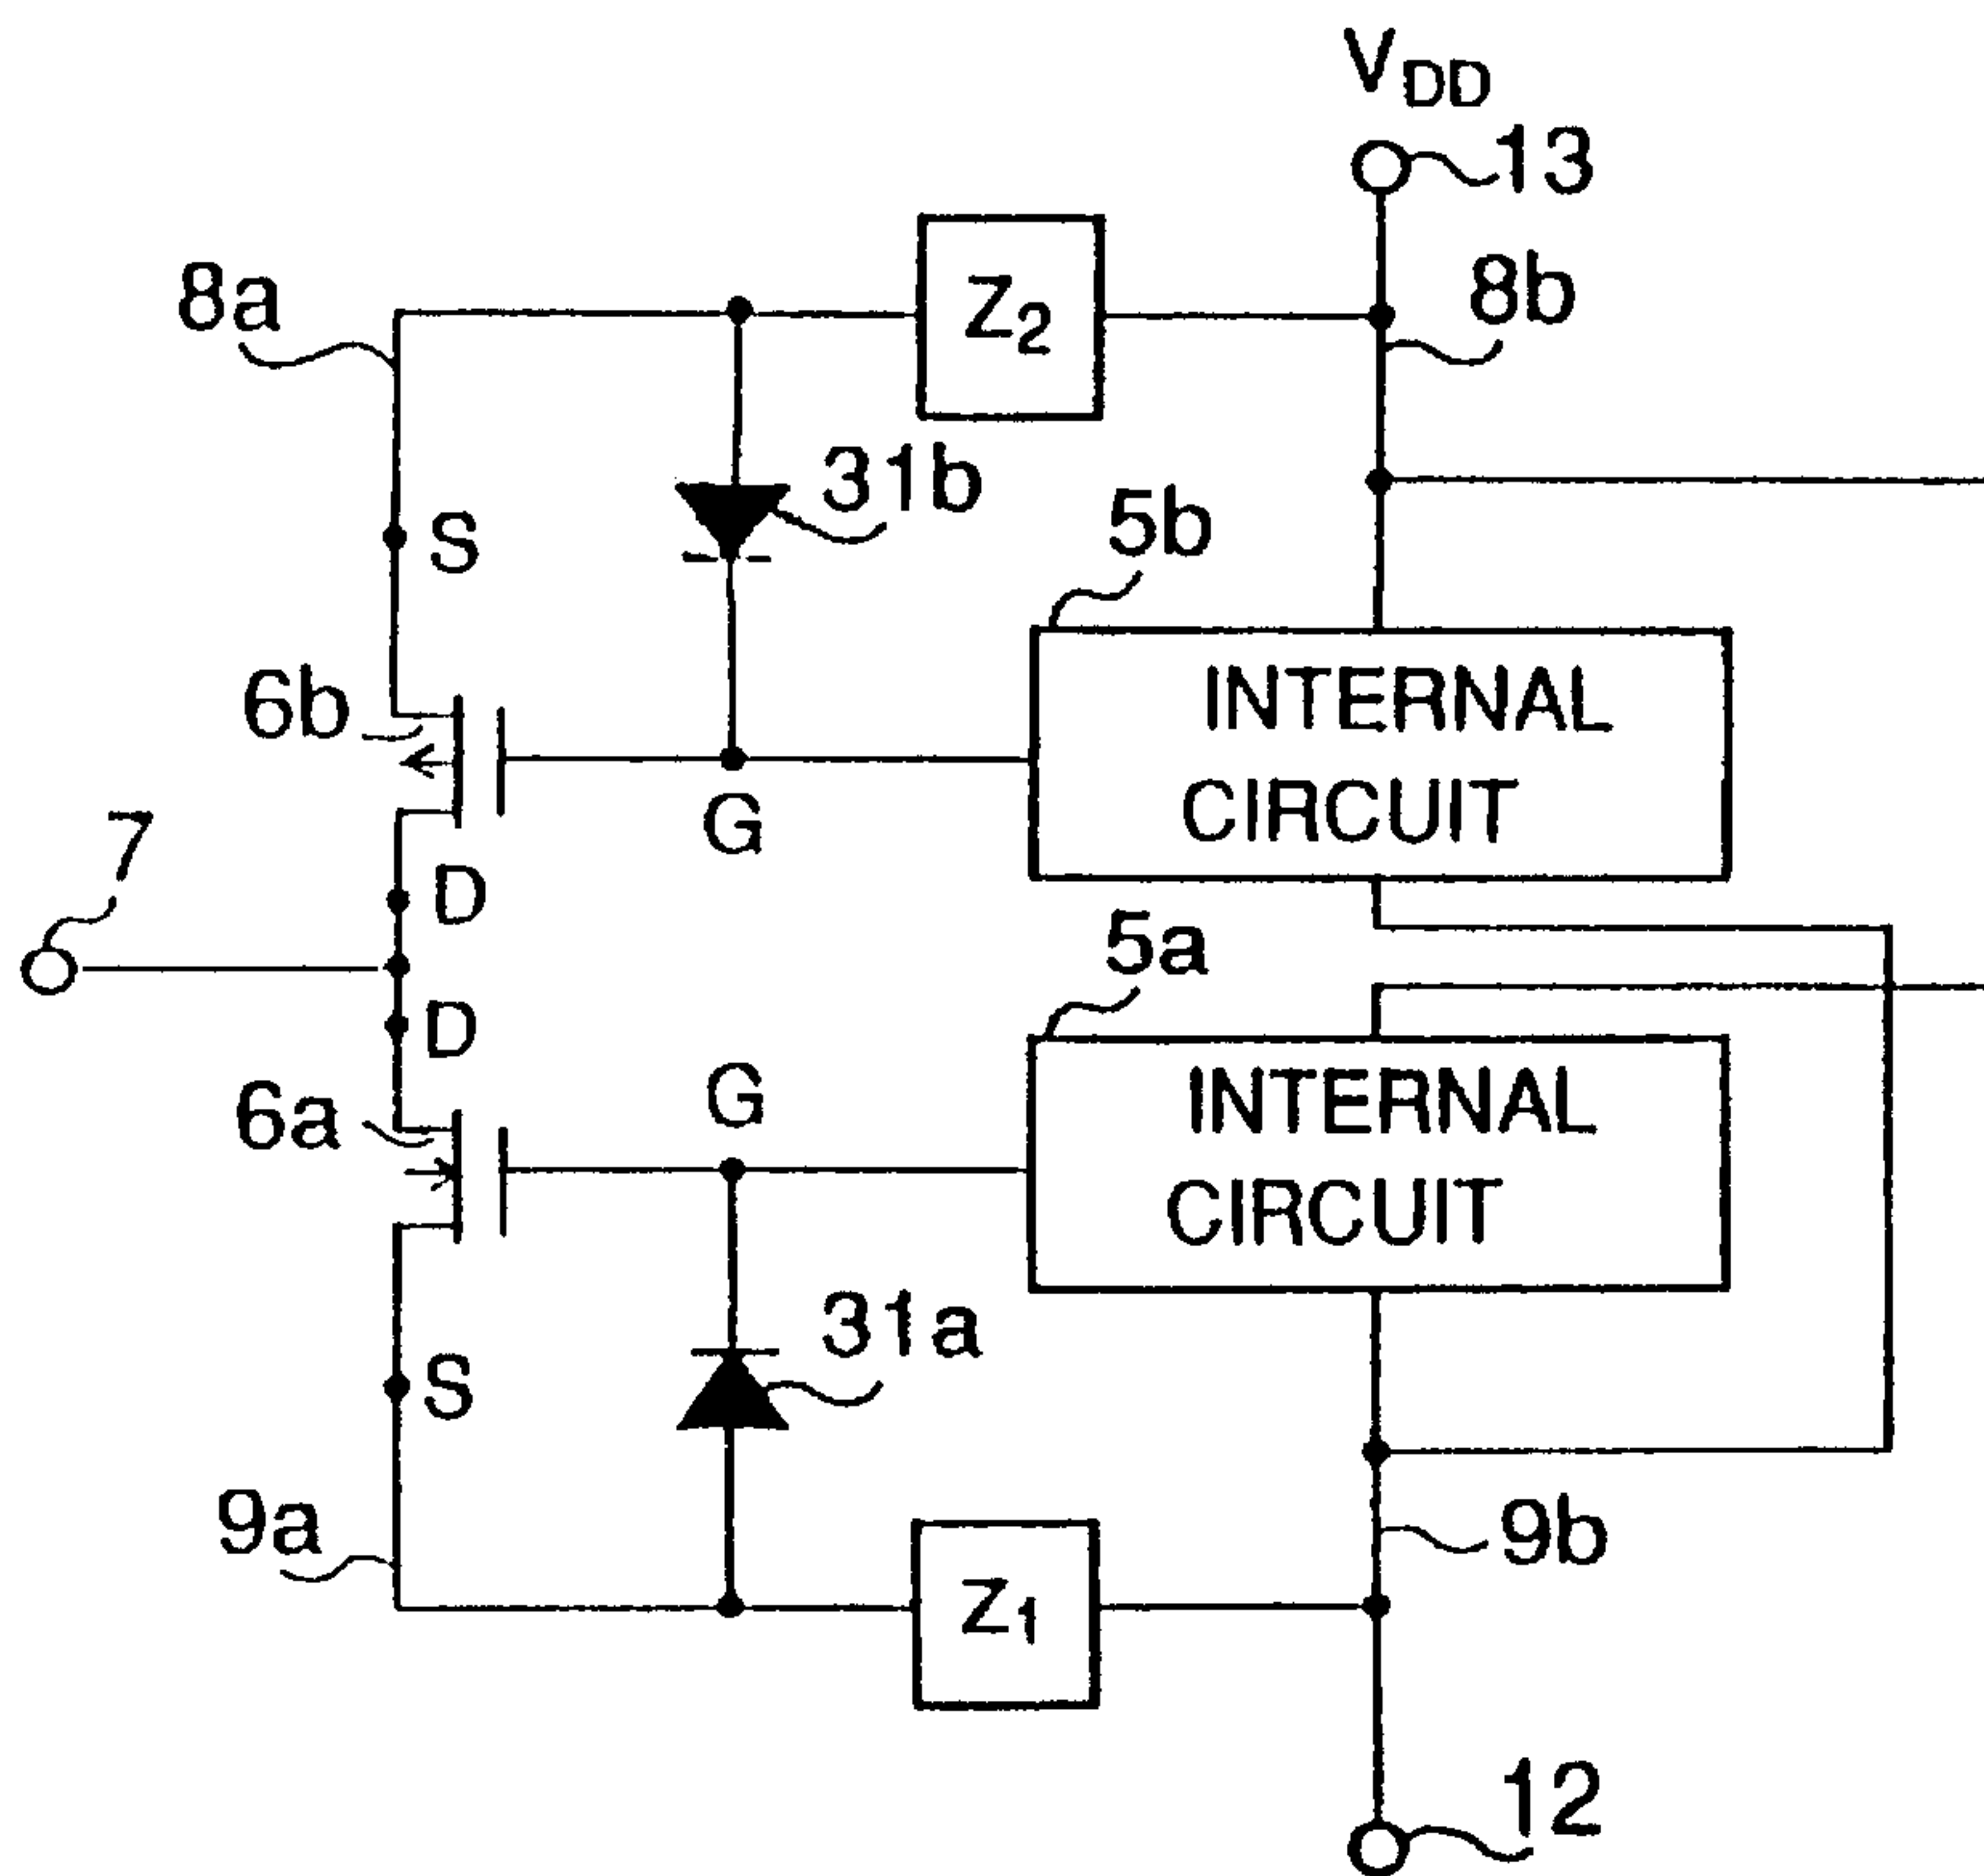 VDD
13
8a
Z2
8b
31b
5b
S
6b
INTERNAL
CIRCUIT
G
7
D
5a
D
6a
G
INTERNAL
CIRCUIT
31a
S
9a
9b
Z1
12